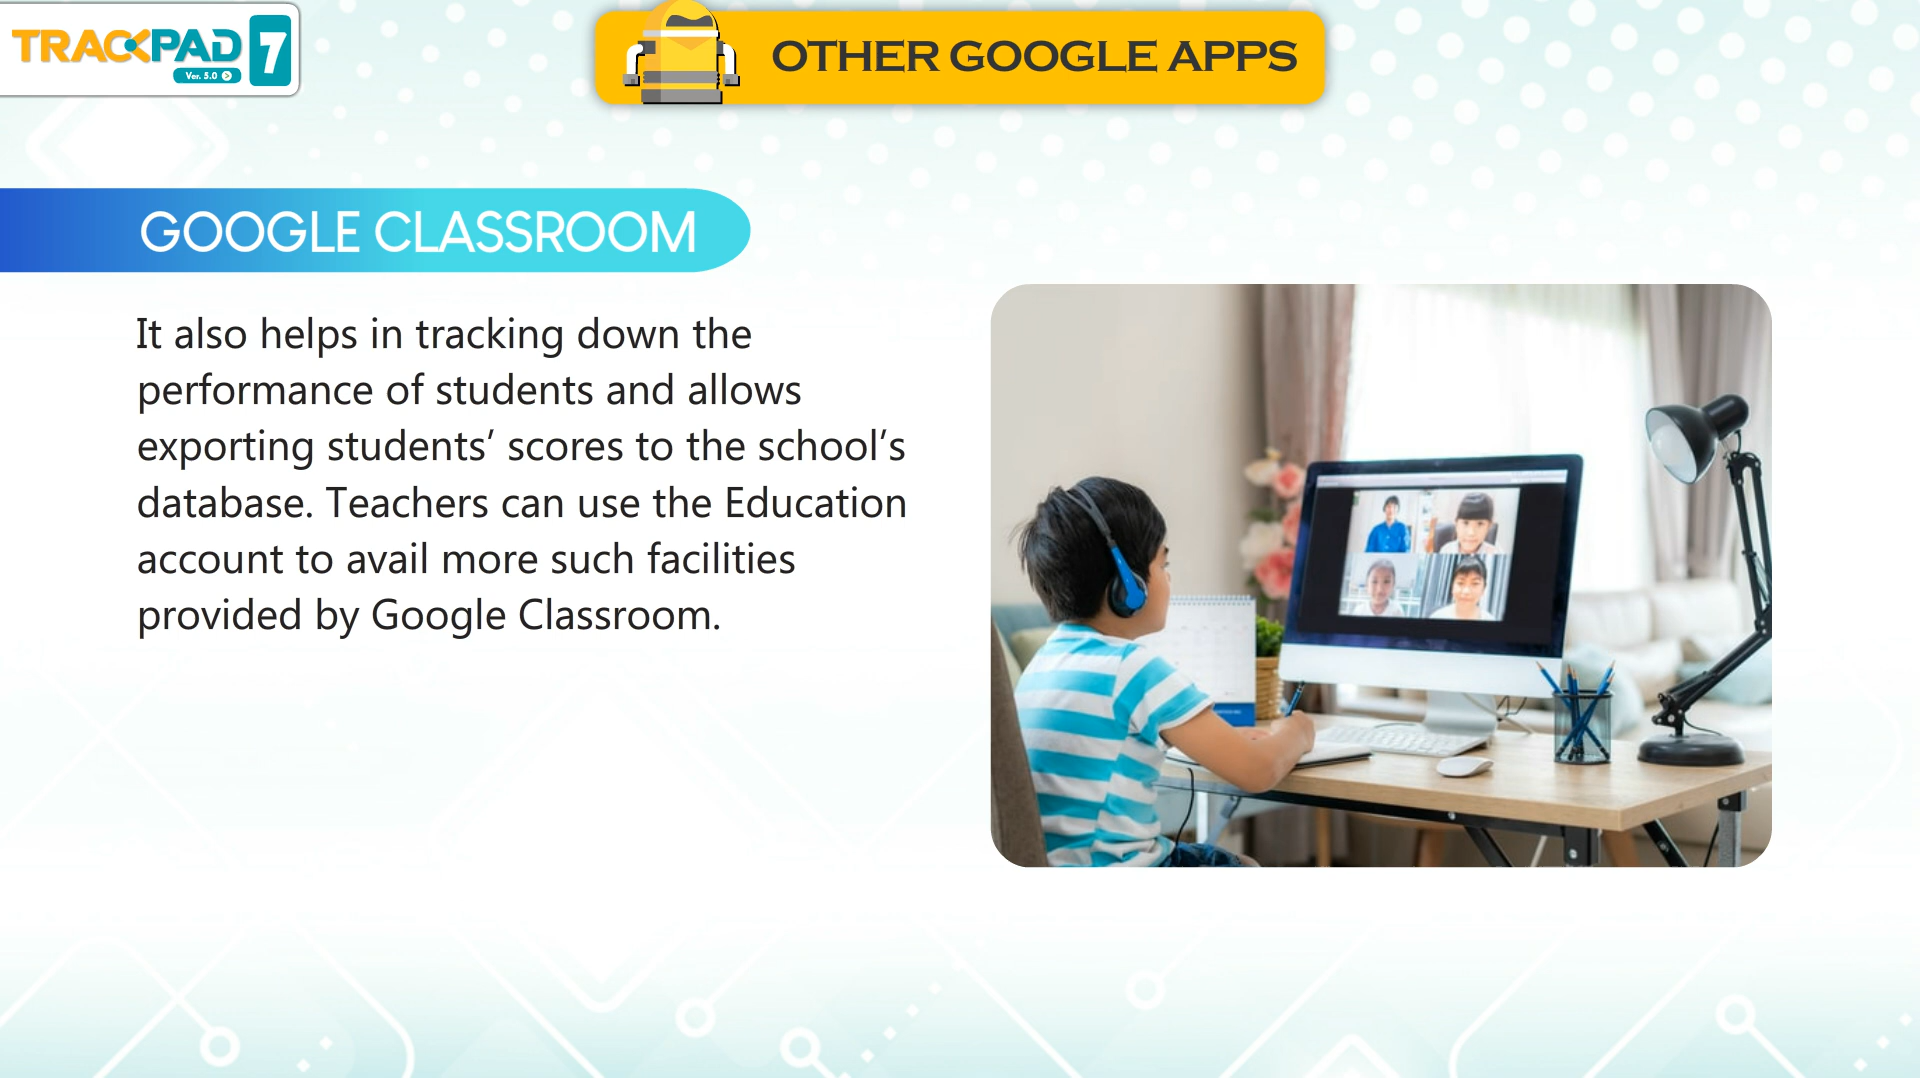 TRACKPAD 7
Ver. 5.0
OTHER GOOGLE APPS
GOOGLE CLASSROOM
It also helps in tracking down the
performance of students and allows
exporting students’ scores to the school’s
database. Teachers can use the Education
account to avail more such facilities
provided by Google Classroom.